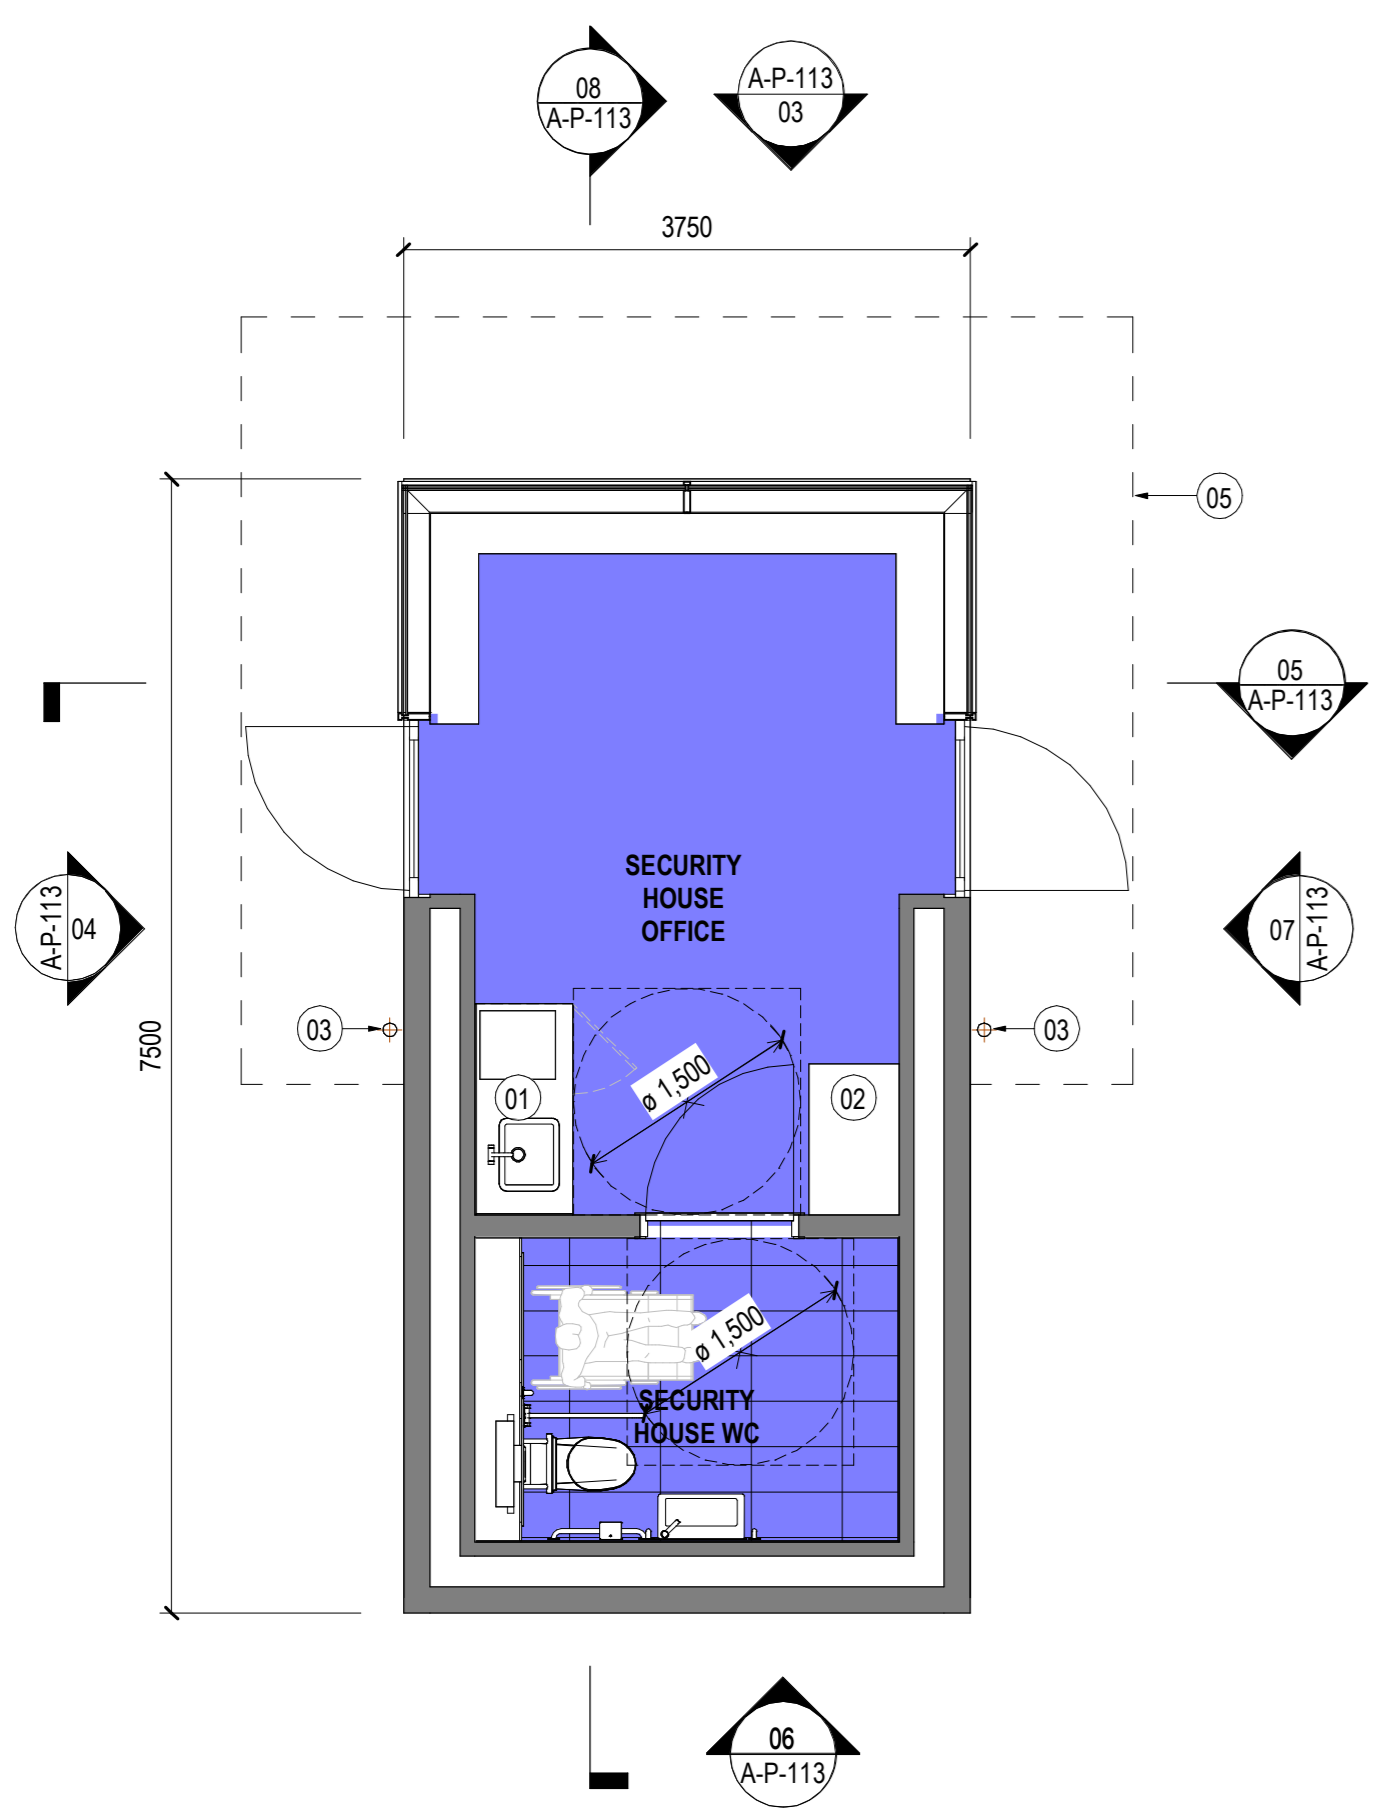 08
A-P-113
A-P-113
03
3750
05
05
A-P-113
SECURITY
HOUSE
OFFICE
A-P-113
04
07
A-P-113
03
03
7500
ø 1,500
01
02
ø 1,500
SECURITY
HOUSE WC
06
A-P-113